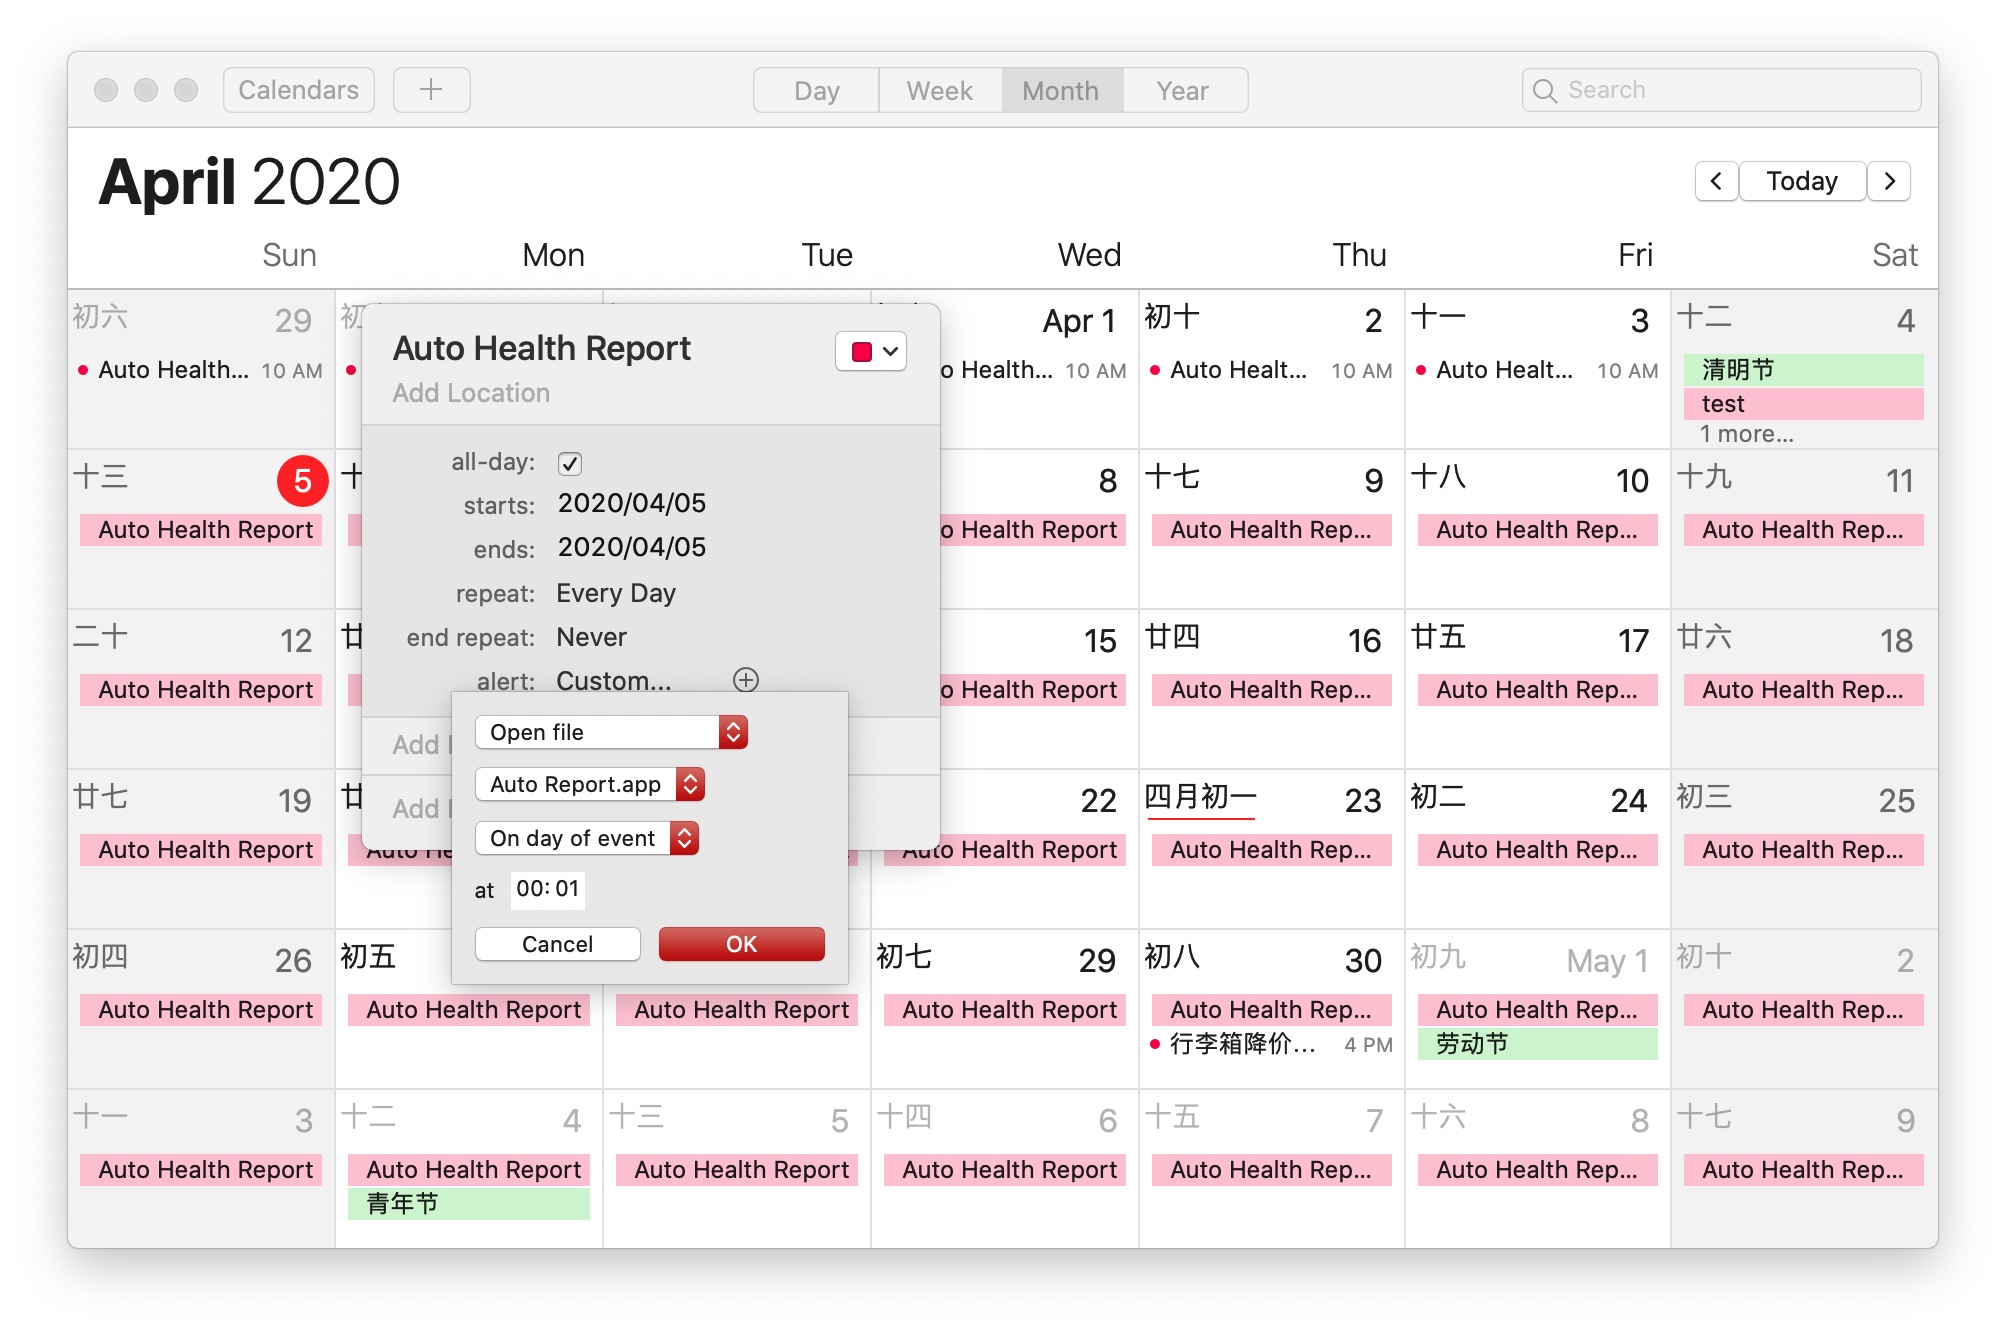 Calendars
Day Week Month Year
Search
April 2020
Today
Sun Mon Tue Wed Thu Fri Sat
初六 29
Auto Health... 10 AM
Apr 1
Health... 10 AM
初十 2
Auto Healt... 10 AM
十一 3
Auto Healt... 10 AM
十二 4
清明节
test
1 more...
Auto Health Report
Add Location
all-day:
starts: 2020/04/05
ends: 2020/04/05
repeat: Every Day
end repeat: Never
alert: Custom...
Add
Add
Open file
Auto Report.app
On day of event
at 00:01
Cancel OK
十三 5
Auto Health Report
8
Health Report
十七 9
Auto Health Rep...
十八 10
Auto Health Rep...
十九 11
Auto Health Rep...
二十 12
Auto Health Report
15
Health Report
廿四 16
Auto Health Rep...
廿五 17
Auto Health Rep...
廿六 18
Auto Health Rep...
廿七 19
Auto Health Report
22
Auto Health Report
四月初一 23
Auto Health Rep...
初二 24
Auto Health Rep...
初三 25
Auto Health Rep...
初四 26
Auto Health Report
初五
Auto Health Report
Auto Health Report
初七 29
Auto Health Report
初八 30
Auto Health Rep...
行李箱降价... 4 PM
初九 May 1
Auto Health Rep...
劳动节
初十 2
Auto Health Rep...
十一 3
Auto Health Report
十二 4
Auto Health Report
青年节
十三 5
Auto Health Report
十四 6
Auto Health Report
十五 7
Auto Health Rep...
十六 8
Auto Health Rep...
十七 9
Auto Health Rep...